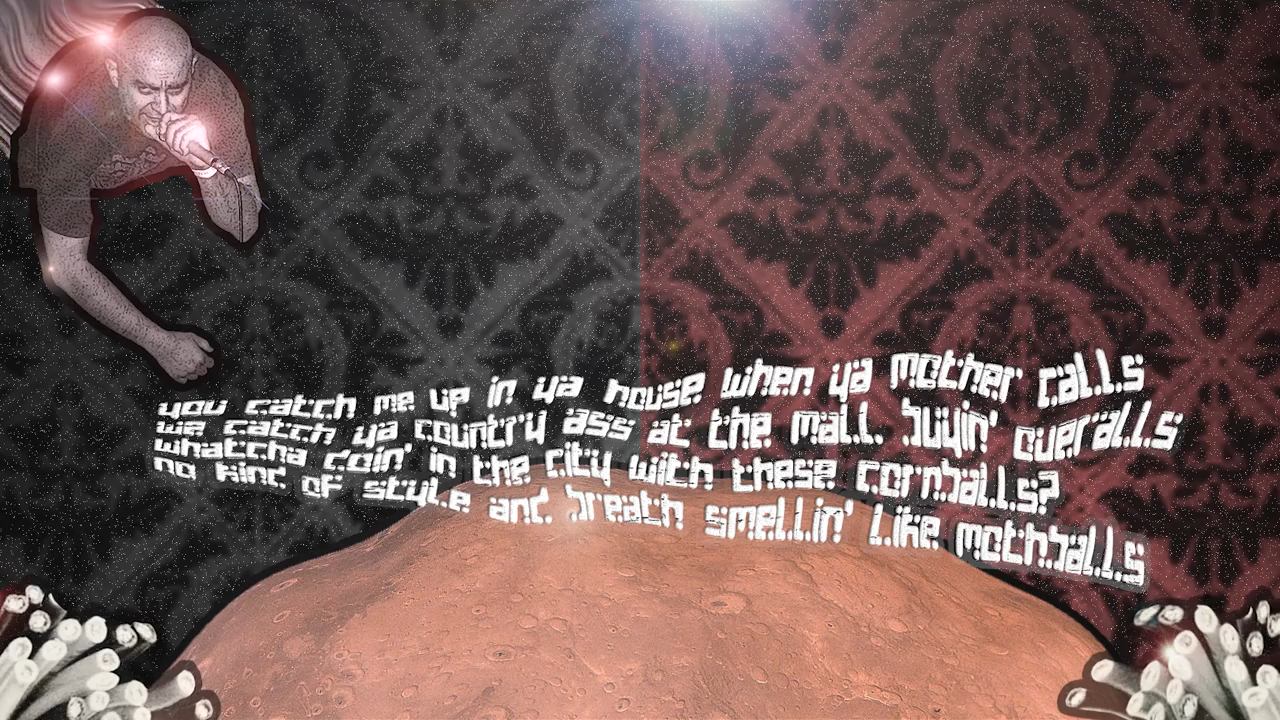 you catch me up in ya house when ya mother calls
we catch ya country ass at the mall buyin' overalls
whatcha doin' in the city with these cornballs?
no kind of style and breath smellin' like mothballs